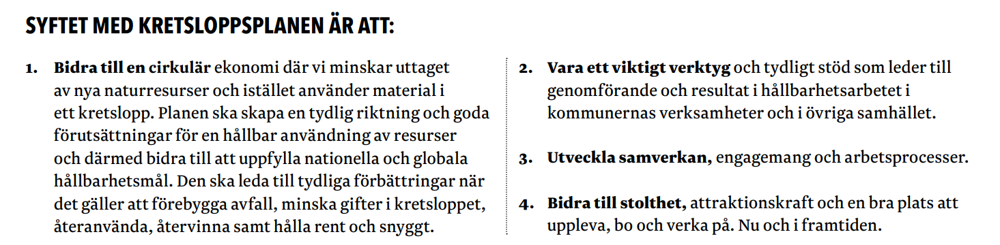 SYFTET MED KRETSLOPPSPLANEN ÄR ATT:
1. Bidra till en cirkulär ekonomi där vi minskar uttaget
av nya naturresurser och istället använder material i
ett kretslopp. Planen ska skapa en tydlig riktning och goda
förutsättningar för en hållbar användning av resurser
och därmed bidra till att uppfylla nationella och globala
hållbarhetsmål. Den ska leda till tydliga förbättringar när
det gäller att förebygga avfall, minska gifter i kretsloppet,
återanvända, återvinna samt hålla rent och snyggt.
2. Vara ett viktigt verktyg och tydligt stöd som leder till
genomförande och resultat i hållbarhetsarbetet i
kommunernas verksamheter och i övriga samhället.
3. Utveckla samverkan, engagemang och arbetsprocesser.
4. Bidra till stolthet, attraktionskraft och en bra plats att
uppleva, bo och verka på. Nu och i framtiden.